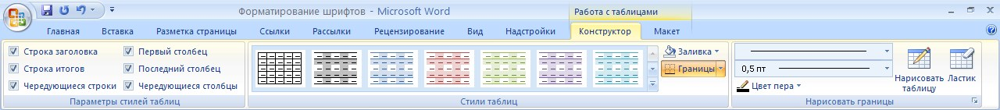 Форматирование шрифтов - Microsoft Word
Работа с таблицами
Главная Вставка Разметка страницы Ссылки Рассылки Рецензирование Вид Надстройки Конструктор Макет
Строка заголовка Первый столбец
Строка итогов Последний столбец
Чередующиеся строки Чередующиеся столбцы
Параметры стилей таблиц
Заливка
Границы
Стили таблиц
0,5 пт
Цвет пера
Нарисовать таблицу
Ластик
Нарисовать границы